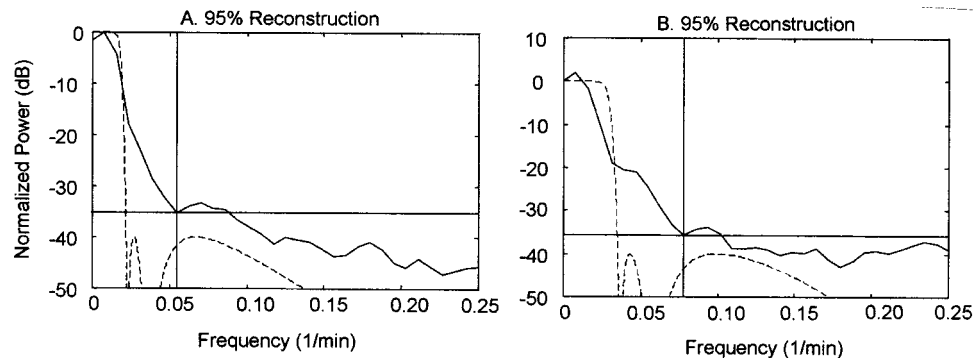 A. 95% Reconstruction
B. 95% Reconstruction
Normalized Power (dB)
0
-10
-20
-30
-40
-50
0 0.05 0.10 0.15 0.20 0.25
Frequency (1/min)
10
0
-10
-20
-30
-40
-50
0 0.05 0.10 0.15 0.20 0.25
Frequency (1/min)